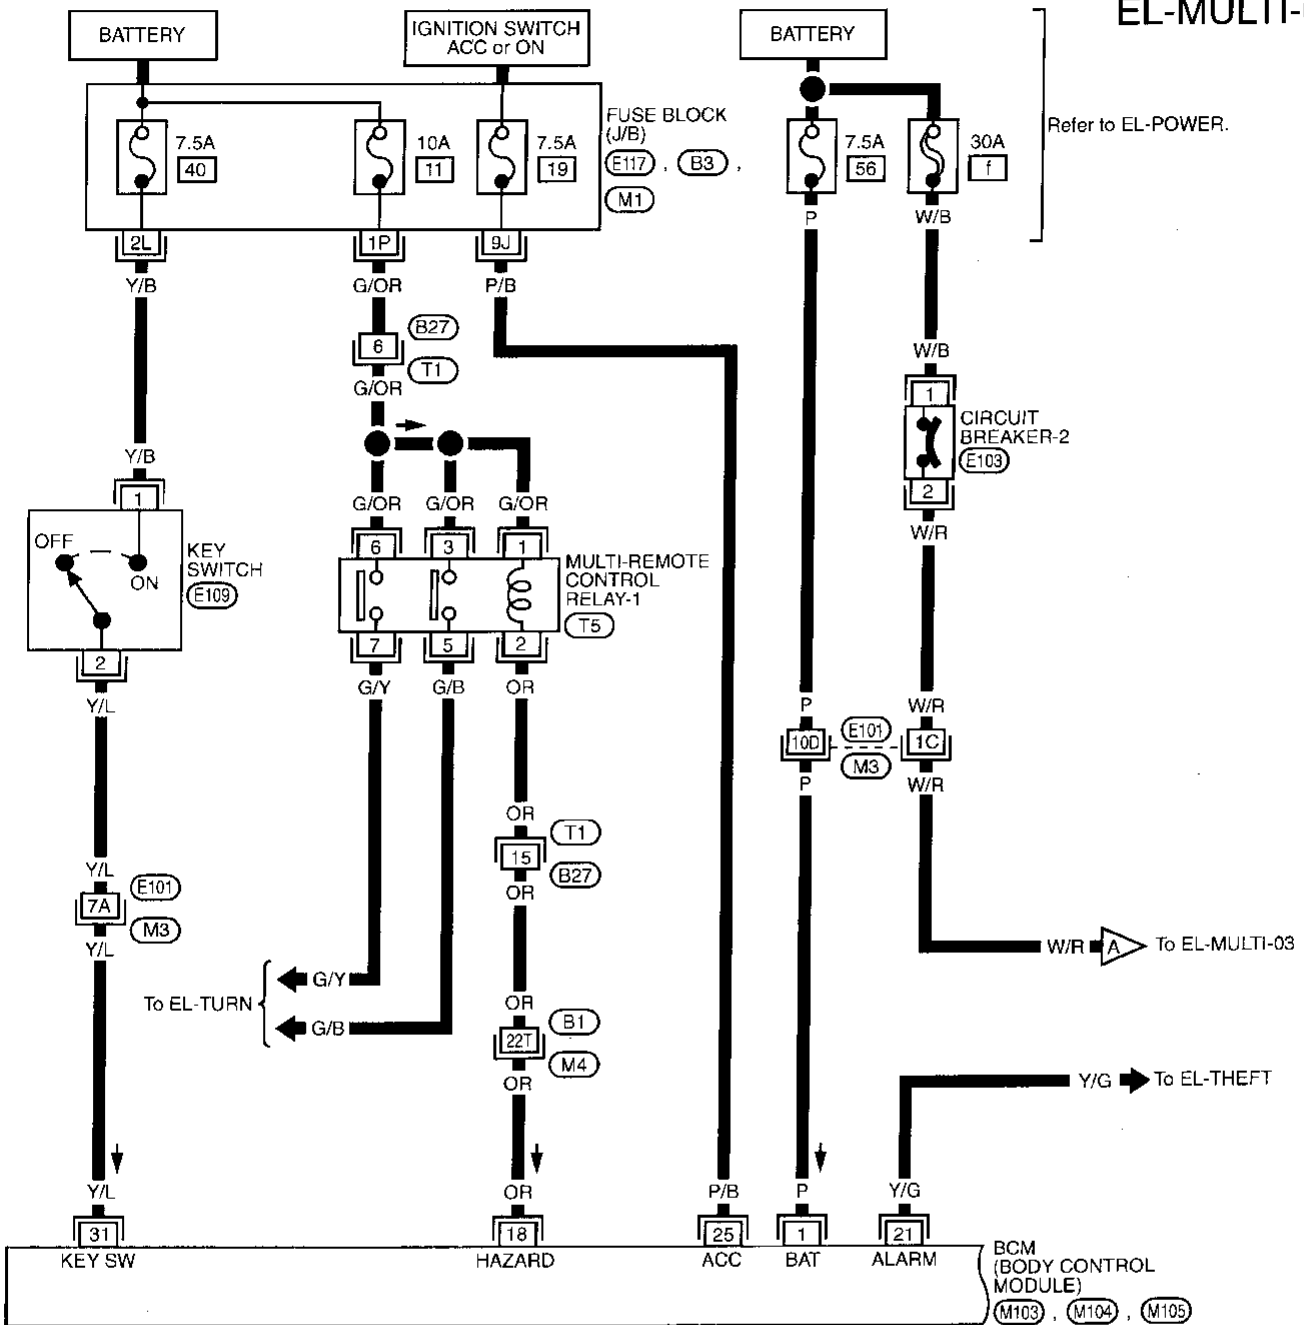 EL-MULTI-
BATTERY
IGNITION SWITCH
ACC or ON
BATTERY
FUSE BLOCK
(J/B)
E117 , B3 ,
M1
Refer to EL-POWER.
7.5A
40
10A
11
7.5A
19
7.5A
56
30A
f
2L
1P
9J
P
W/B
Y/B
G/OR
P/B
6
B27
T1
G/OR
W/B
1
CIRCUIT
BREAKER-2
E103
2
W/R
Y/B
1
OFF
ON
KEY
SWITCH
E109
2
Y/L
G/OR
G/OR
G/OR
6
3
1
MULTI-REMOTE
CONTROL
RELAY-1
T5
7
5
2
G/Y
G/B
OR
P
W/R
10D
E101
M3
1C
P
W/R
OR
T1
15
B27
OR
Y/L
E101
7A
M3
Y/L
To EL-TURN
G/Y
G/B
W/R
A
To EL-MULTI-03
OR
B1
22T
M4
OR
Y/G
To EL-THEFT
Y/L
OR
P/B
P
Y/G
31
18
25
1
21
KEY SW
HAZARD
ACC
BAT
ALARM
BCM
(BODY CONTROL
MODULE)
M103 , M104 , M105